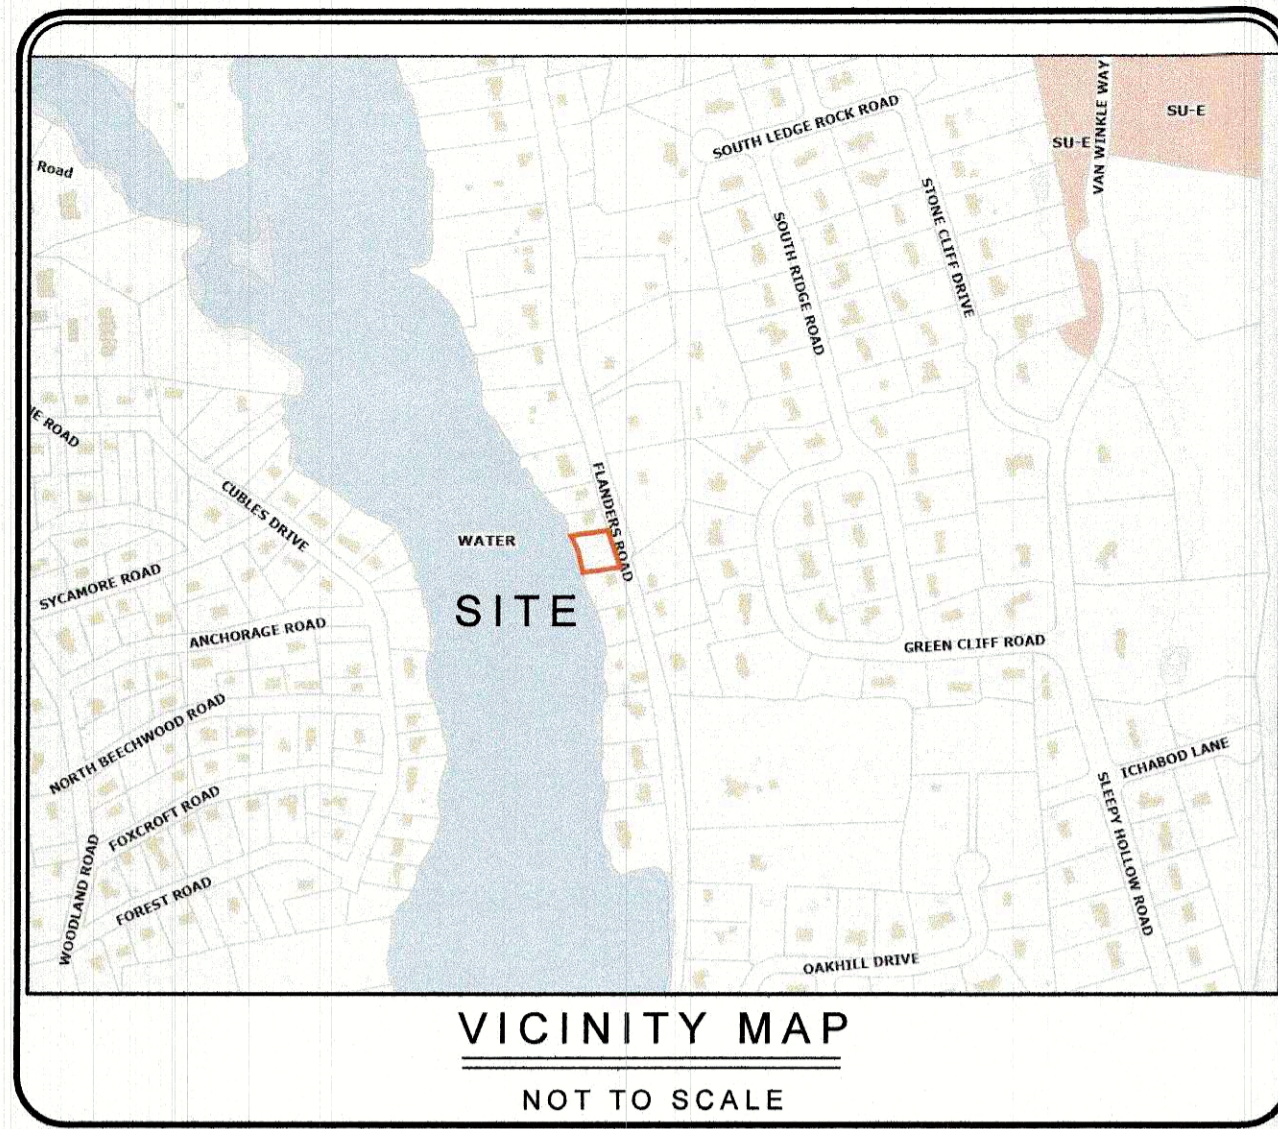 SU-E
VAN WINKLE WAY
SU-E
SOUTH LEDGE ROCK ROAD
Road
STONE CLIFF DRIVE
SOUTH RIDGE ROAD
IE ROAD
FLANDERS ROAD
CUBLES DRIVE
WATER
SITE
SYCAMORE ROAD
ANCHORAGE ROAD
GREEN CLIFF ROAD
NORTH BEECHWOOD ROAD
ICHABOD LANE
FOXCROFT ROAD
SLEEPY HOLLOW ROAD
WOODLAND ROAD
FOREST ROAD
OAKHILL DRIVE
VICINITY MAP
NOT TO SCALE